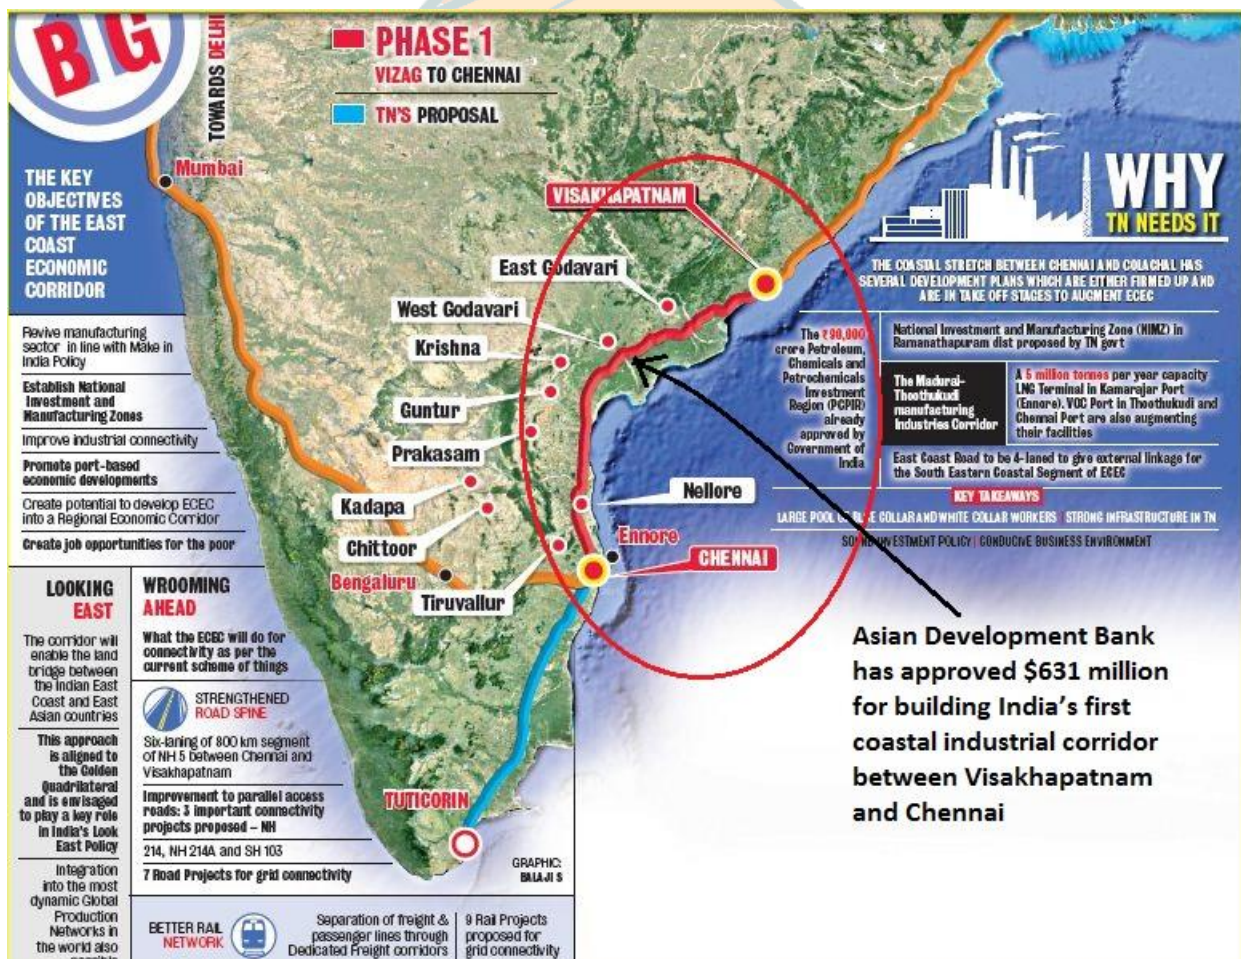 BIG
TOWARDS DELHI
PHASE 1
VIZAG TO CHENNAI
TN'S PROPOSAL
Mumbai
THE KEY
OBJECTIVES
OF THE EAST
COAST
ECONOMIC
CORRIDOR
Revive manufacturing
sector in line with Make in
India Policy
Establish National
Investment and
Manufacturing Zones
Improve industrial connectivity
Promote port-based
economic developments
Create potential to develop ECEC
into a Regional Economic Corridor
Create job opportunities for the poor
VISAKHAPATNAM
East Godavari
West Godavari
Krishna
Guntur
Prakasam
Kadapa
Chittoor
Bengaluru
Tiruvallur
Nellore
Ennore
CHENNAI
TUTICORIN
WHY
TN NEEDS IT
THE COASTAL STRETCH BETWEEN CHENNAI AND COLACHAL HAS
SEVERAL DEVELOPMENT PLANS WHICH ARE EITHER FIRMED UP AND
ARE IN TAKE OFF STAGES TO AUGMENT ECEC
The ₹90,000
crore Petroleum,
Chemicals and
Petrochemicals
Investment
Region (PCPIR)
already
approved by
Government of
India
National Investment and Manufacturing Zone (NIMZ) in
Ramanathapuram dist proposed by TN govt
The Madurai-
Thoothukudi
manufacturing
Industries Corridor
A 5 million tonnes per year capacity
LNG Terminal in Kamarajar Port
(Ennore). VOC Port in Thoothukudi and
Chennai Port are also augmenting
their facilities
East Coast Road to be 4-laned to give external linkage for
the South Eastern Coastal Segment of ECEC
KEY TAKEAWAYS
LARGE POOL OF BLUE COLLAR AND WHITE COLLAR WORKERS | STRONG INFRASTRUCTURE IN TN
SOUND INVESTMENT POLICY | CONDUCIVE BUSINESS ENVIRONMENT
Asian Development Bank
has approved $631 million
for building India's first
coastal industrial corridor
between Visakhapatnam
and Chennai
LOOKING
EAST
The corridor will
enable the land
bridge between
the Indian East
Coast and East
Asian countries
This approach
is aligned to
the Golden
Quadrilateral
and is envisaged
to play a key role
in India's Look
East Policy
Integration
into the most
dynamic Global
Production
Networks in
the world also
possible
WROOMING
AHEAD
What the ECEC will do for
connectivity as per the
current scheme of things
STRENGTHENED
ROAD SPINE
Six-laning of 800 km segment
of NH 5 between Chennai and
Visakhapatnam
Improvement to parallel access
roads: 3 important connectivity
projects proposed – NH
214, NH 214A and SH 103
7 Road Projects for grid connectivity
GRAPHIC:
BALAJI S
BETTER RAIL
NETWORK
Separation of freight &
passenger lines through
Dedicated Freight corridors
9 Rail Projects
proposed for
grid connectivity